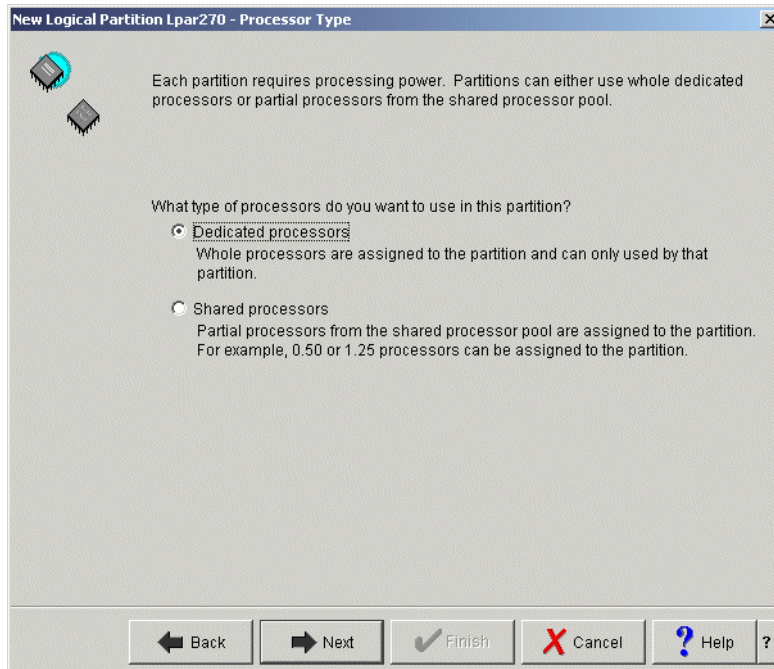 New Logical Partition Lpar270 - Processor Type
Each partition requires processing power. Partitions can either use whole dedicated
processors or partial processors from the shared processor pool.
What type of processors do you want to use in this partition?
Dedicated processors
Whole processors are assigned to the partition and can only used by that
partition.
Shared processors
Partial processors from the shared processor pool are assigned to the partition.
For example, 0.50 or 1.25 processors can be assigned to the partition.
Back Next Finish Cancel ? Help ?